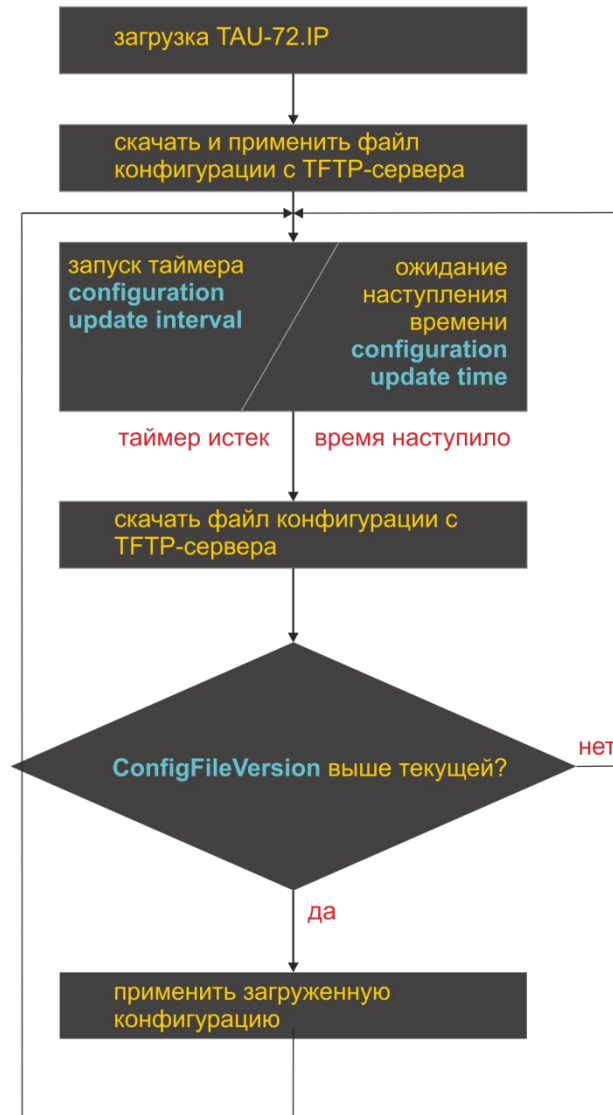 загрузка TAU-72.IP
скачать и применить файл
конфигурации с TFTP-сервера
запуск таймера
configuration
update interval
ожидание
наступления
времени
configuration
update time
таймер истек
время наступило
скачать файл конфигурации с
TFTP-сервера
ConfigFileVersion выше текущей?
нет
да
применить загруженную
конфигурацию